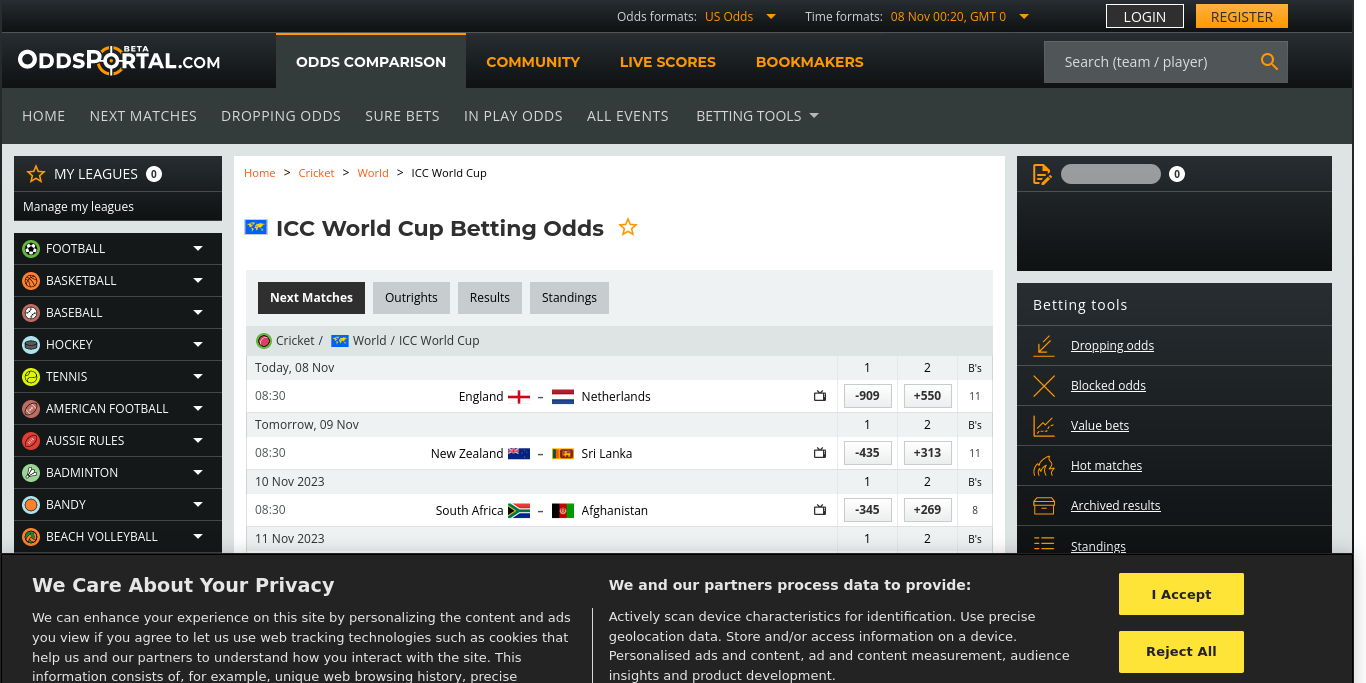 Odds formats: US Odds Time formats: 08 Nov 00:20, GMT 0 LOGIN REGISTER
BETA
ODDSPORTAL.COM ODDS COMPARISON COMMUNITY LIVE SCORES BOOKMAKERS Search (team / player)
HOME NEXT MATCHES DROPPING ODDS SURE BETS IN PLAY ODDS ALL EVENTS BETTING TOOLS
MY LEAGUES 0
Manage my leagues
FOOTBALL
BASKETBALL
BASEBALL
HOCKEY
TENNIS
AMERICAN FOOTBALL
AUSSIE RULES
BADMINTON
BANDY
BEACH VOLLEYBALL
Home > Cricket > World > ICC World Cup
ICC World Cup Betting Odds
Next Matches Outrights Results Standings
Cricket / World / ICC World Cup
Today, 08 Nov 1 2 B's
08:30 England – Netherlands -909 +550 11
Tomorrow, 09 Nov 1 2 B's
08:30 New Zealand – Sri Lanka -435 +313 11
10 Nov 2023 1 2 B's
08:30 South Africa – Afghanistan -345 +269 8
11 Nov 2023 1 2 B's
0
Betting tools
Dropping odds
Blocked odds
Value bets
Hot matches
Archived results
Standings
We Care About Your Privacy
We can enhance your experience on this site by personalizing the content and ads
you view if you agree to let us use web tracking technologies such as cookies that
help us and our partners to understand how you interact with the site. This
information consists of, for example, unique web browsing history, precise
We and our partners process data to provide:
Actively scan device characteristics for identification. Use precise
geolocation data. Store and/or access information on a device.
Personalised ads and content, ad and content measurement, audience
insights and product development.
I Accept
Reject All